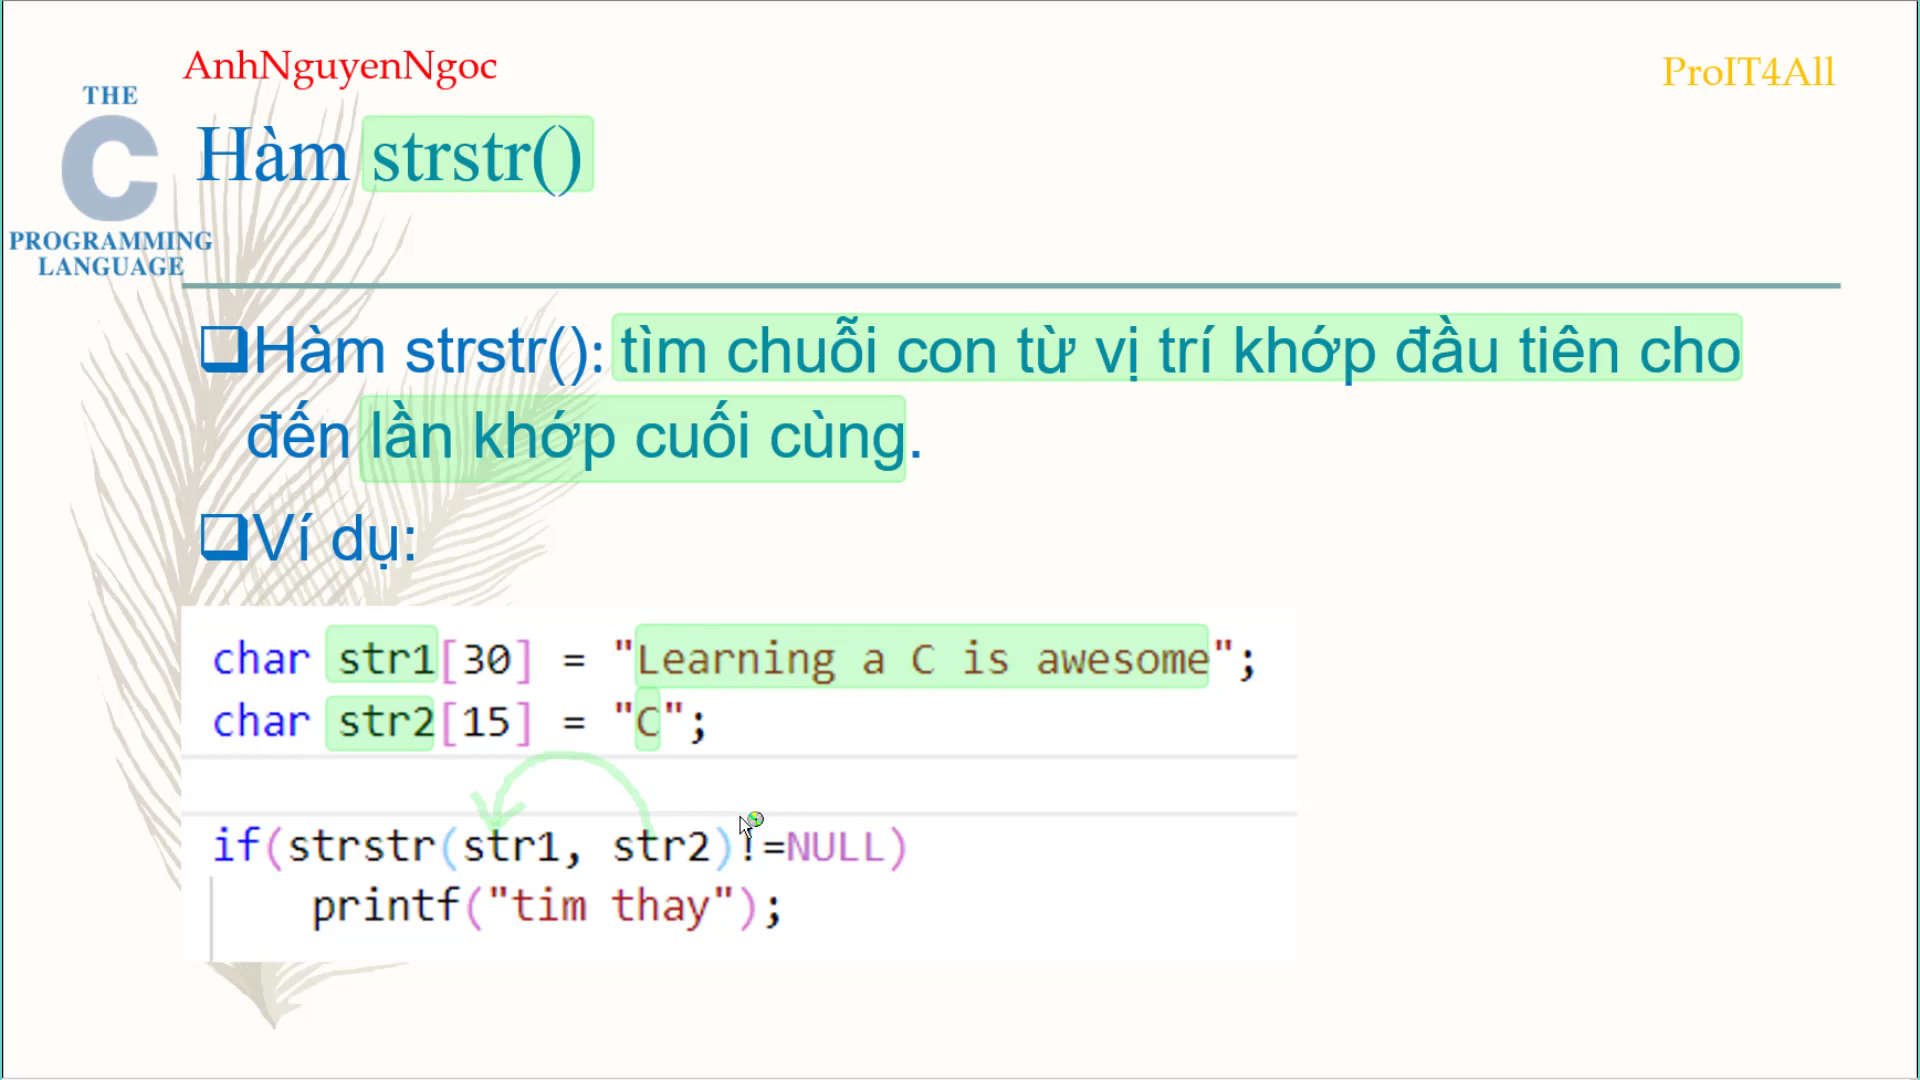 AnhNguyenNgoc
ProIT4All
THE
C
PROGRAMMING
LANGUAGE
Hàm strstr()
Hàm strstr(): tìm chuỗi con từ vị trí khớp đầu tiên cho
đến lần khớp cuối cùng.
Ví dụ:
char str1[30] = "Learning a C is awesome";
char str2[15] = "C";
if(strstr(str1, str2)!=NULL)
printf("tim thay");